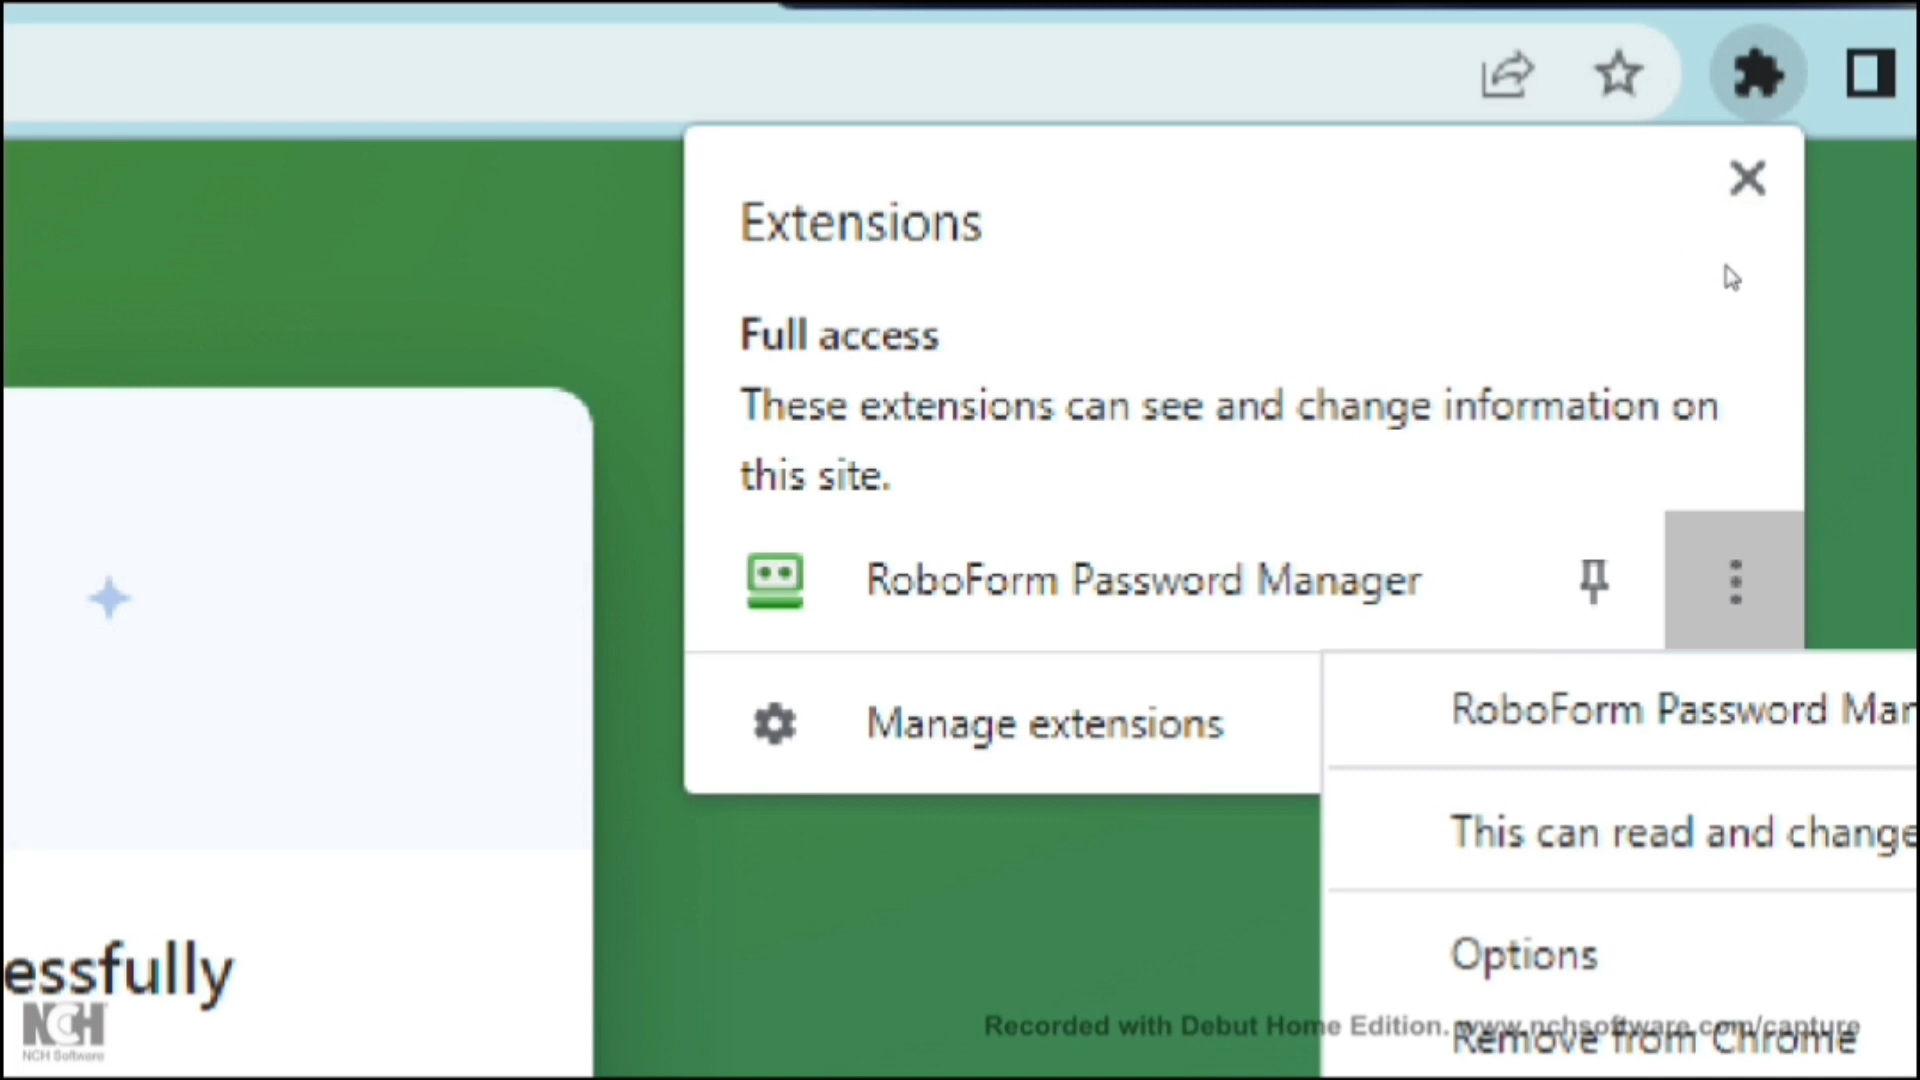 Extensions
Full access
These extensions can see and change information on
this site.
RoboForm Password Manager
Manage extensions
RoboForm Password Man
This can read and change
Options
Remove from Chrome
essfully
NCH
NCH Software
Recorded with Debut Home Edition. www.nchsoftware.com/capture